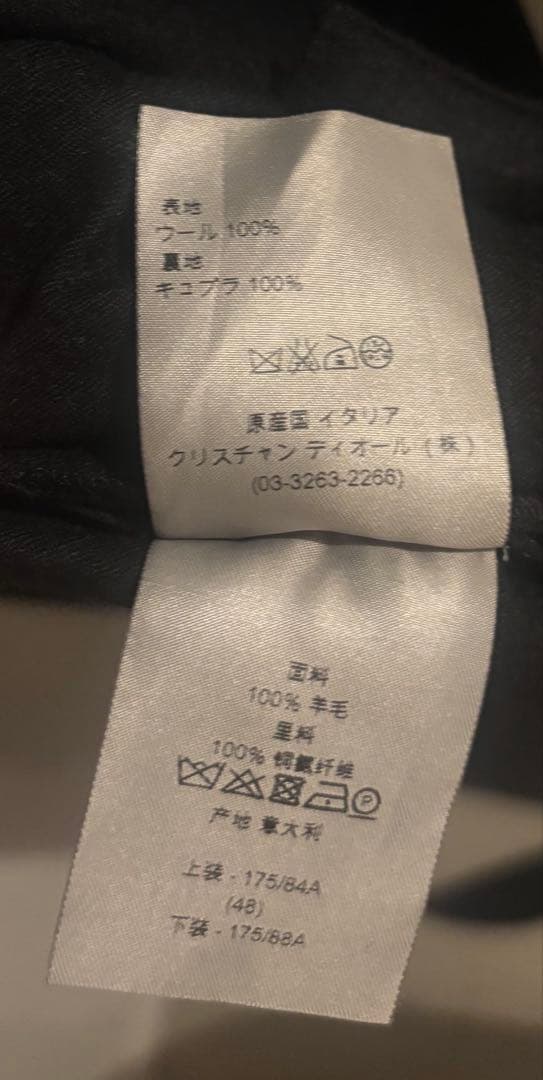 表地
ウール 100%
裏地
キュプラ 100%
原産国 イタリア
クリスチャン ディオール (株)
(03-3263-2266)
面料
100% 羊毛
里料
100% 铜氨纤维
P
产地 意大利
上装 - 175/84A
(48)
下装 - 175/88A